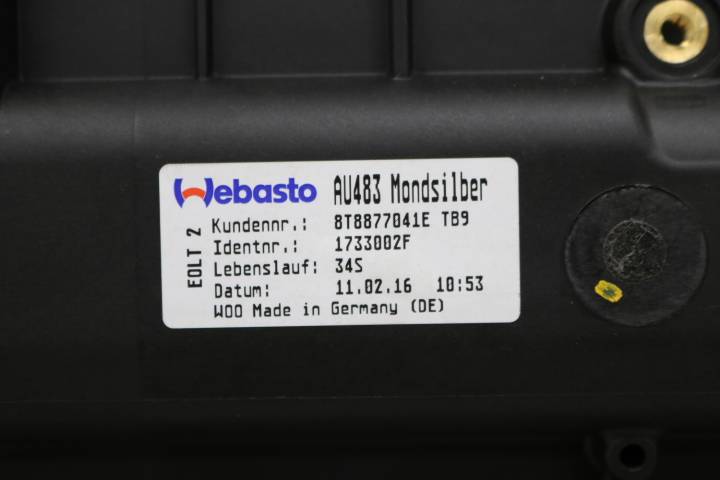 Webasto AU483 Mondsilber
EOLT 2
Kundennr.: 8T8877041E TB9
Identnr.: 1733002F
Lebenslauf: 34S
Datum: 11.02.16 10:53
WOO Made in Germany (DE)